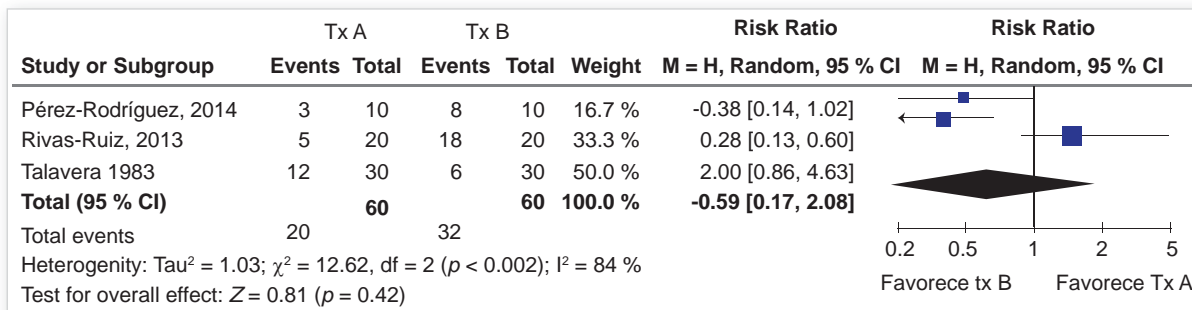 Tx A Tx B Risk Ratio Risk Ratio
Study or Subgroup Events Total Events Total Weight M = H, Random, 95 % CI M = H, Random, 95 % CI
Pérez-Rodríguez, 2014 3 10 8 10 16.7 % -0.38 [0.14, 1.02]
Rivas-Ruiz, 2013 5 20 18 20 33.3 % 0.28 [0.13, 0.60]
Talavera 1983 12 30 6 30 50.0 % 2.00 [0.86, 4.63]
Total (95 % CI) 60 60 100.0 % -0.59 [0.17, 2.08]
Total events 20 32
Heterogenity: Tau² = 1.03; χ² = 12.62, df = 2 (p < 0.002); I² = 84 %
Test for overall effect: Z = 0.81 (p = 0.42)
0.2 0.5 1 2 5
Favorece tx B Favorece Tx A